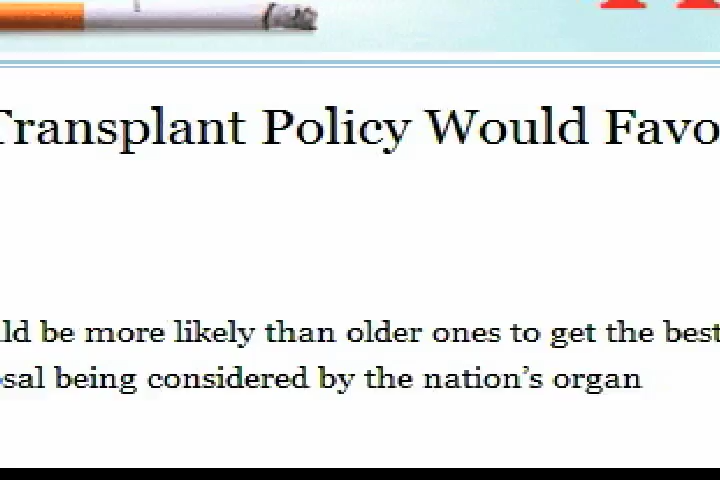 Transplant Policy Would Favo
ld be more likely than older ones to get the best
sal being considered by the nation's organ